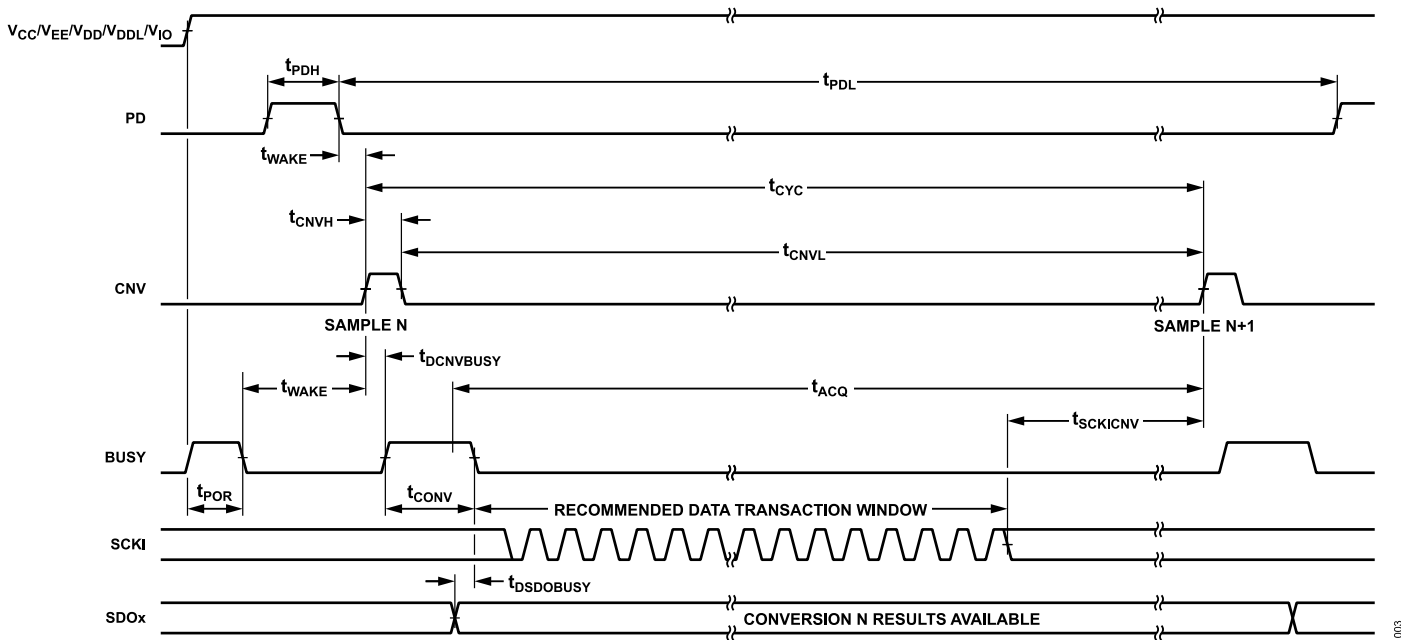 VCC/VEE/VDD/VDDL/VIO
tPDH
tPDL
PD
tWAKE
tCYC
tCNVH
tCNVL
CNV
SAMPLE N
SAMPLE N+1
tDCNVBUSY
tWAKE
tACQ
tSCKICNV
BUSY
tPOR
tCONV
RECOMMENDED DATA TRANSACTION WINDOW
SCKI
tDSDOBUSY
SDOx
CONVERSION N RESULTS AVAILABLE
003